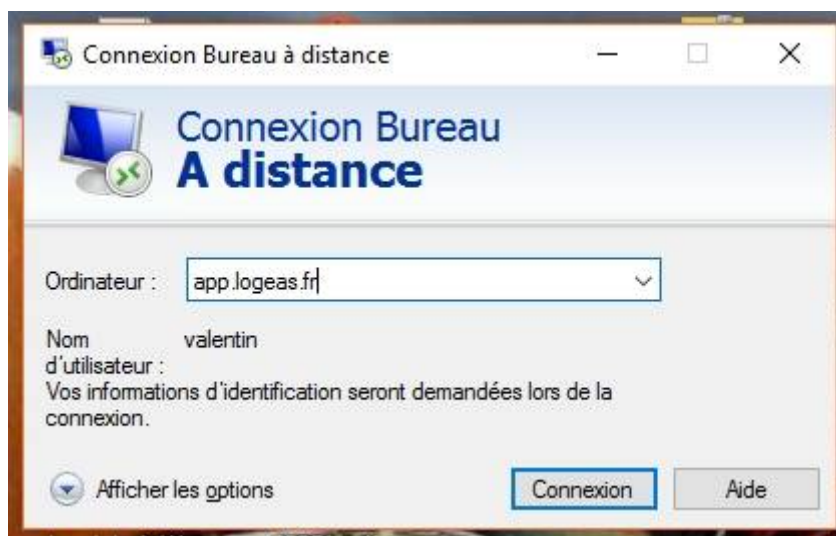 Connexion Bureau à distance
Connexion Bureau
A distance
Ordinateur :
app.logeas.fr
Nom
d'utilisateur :
valentin
Vos informations d'identification seront demandées lors de la
connexion.
Afficher les options
Connexion
Aide